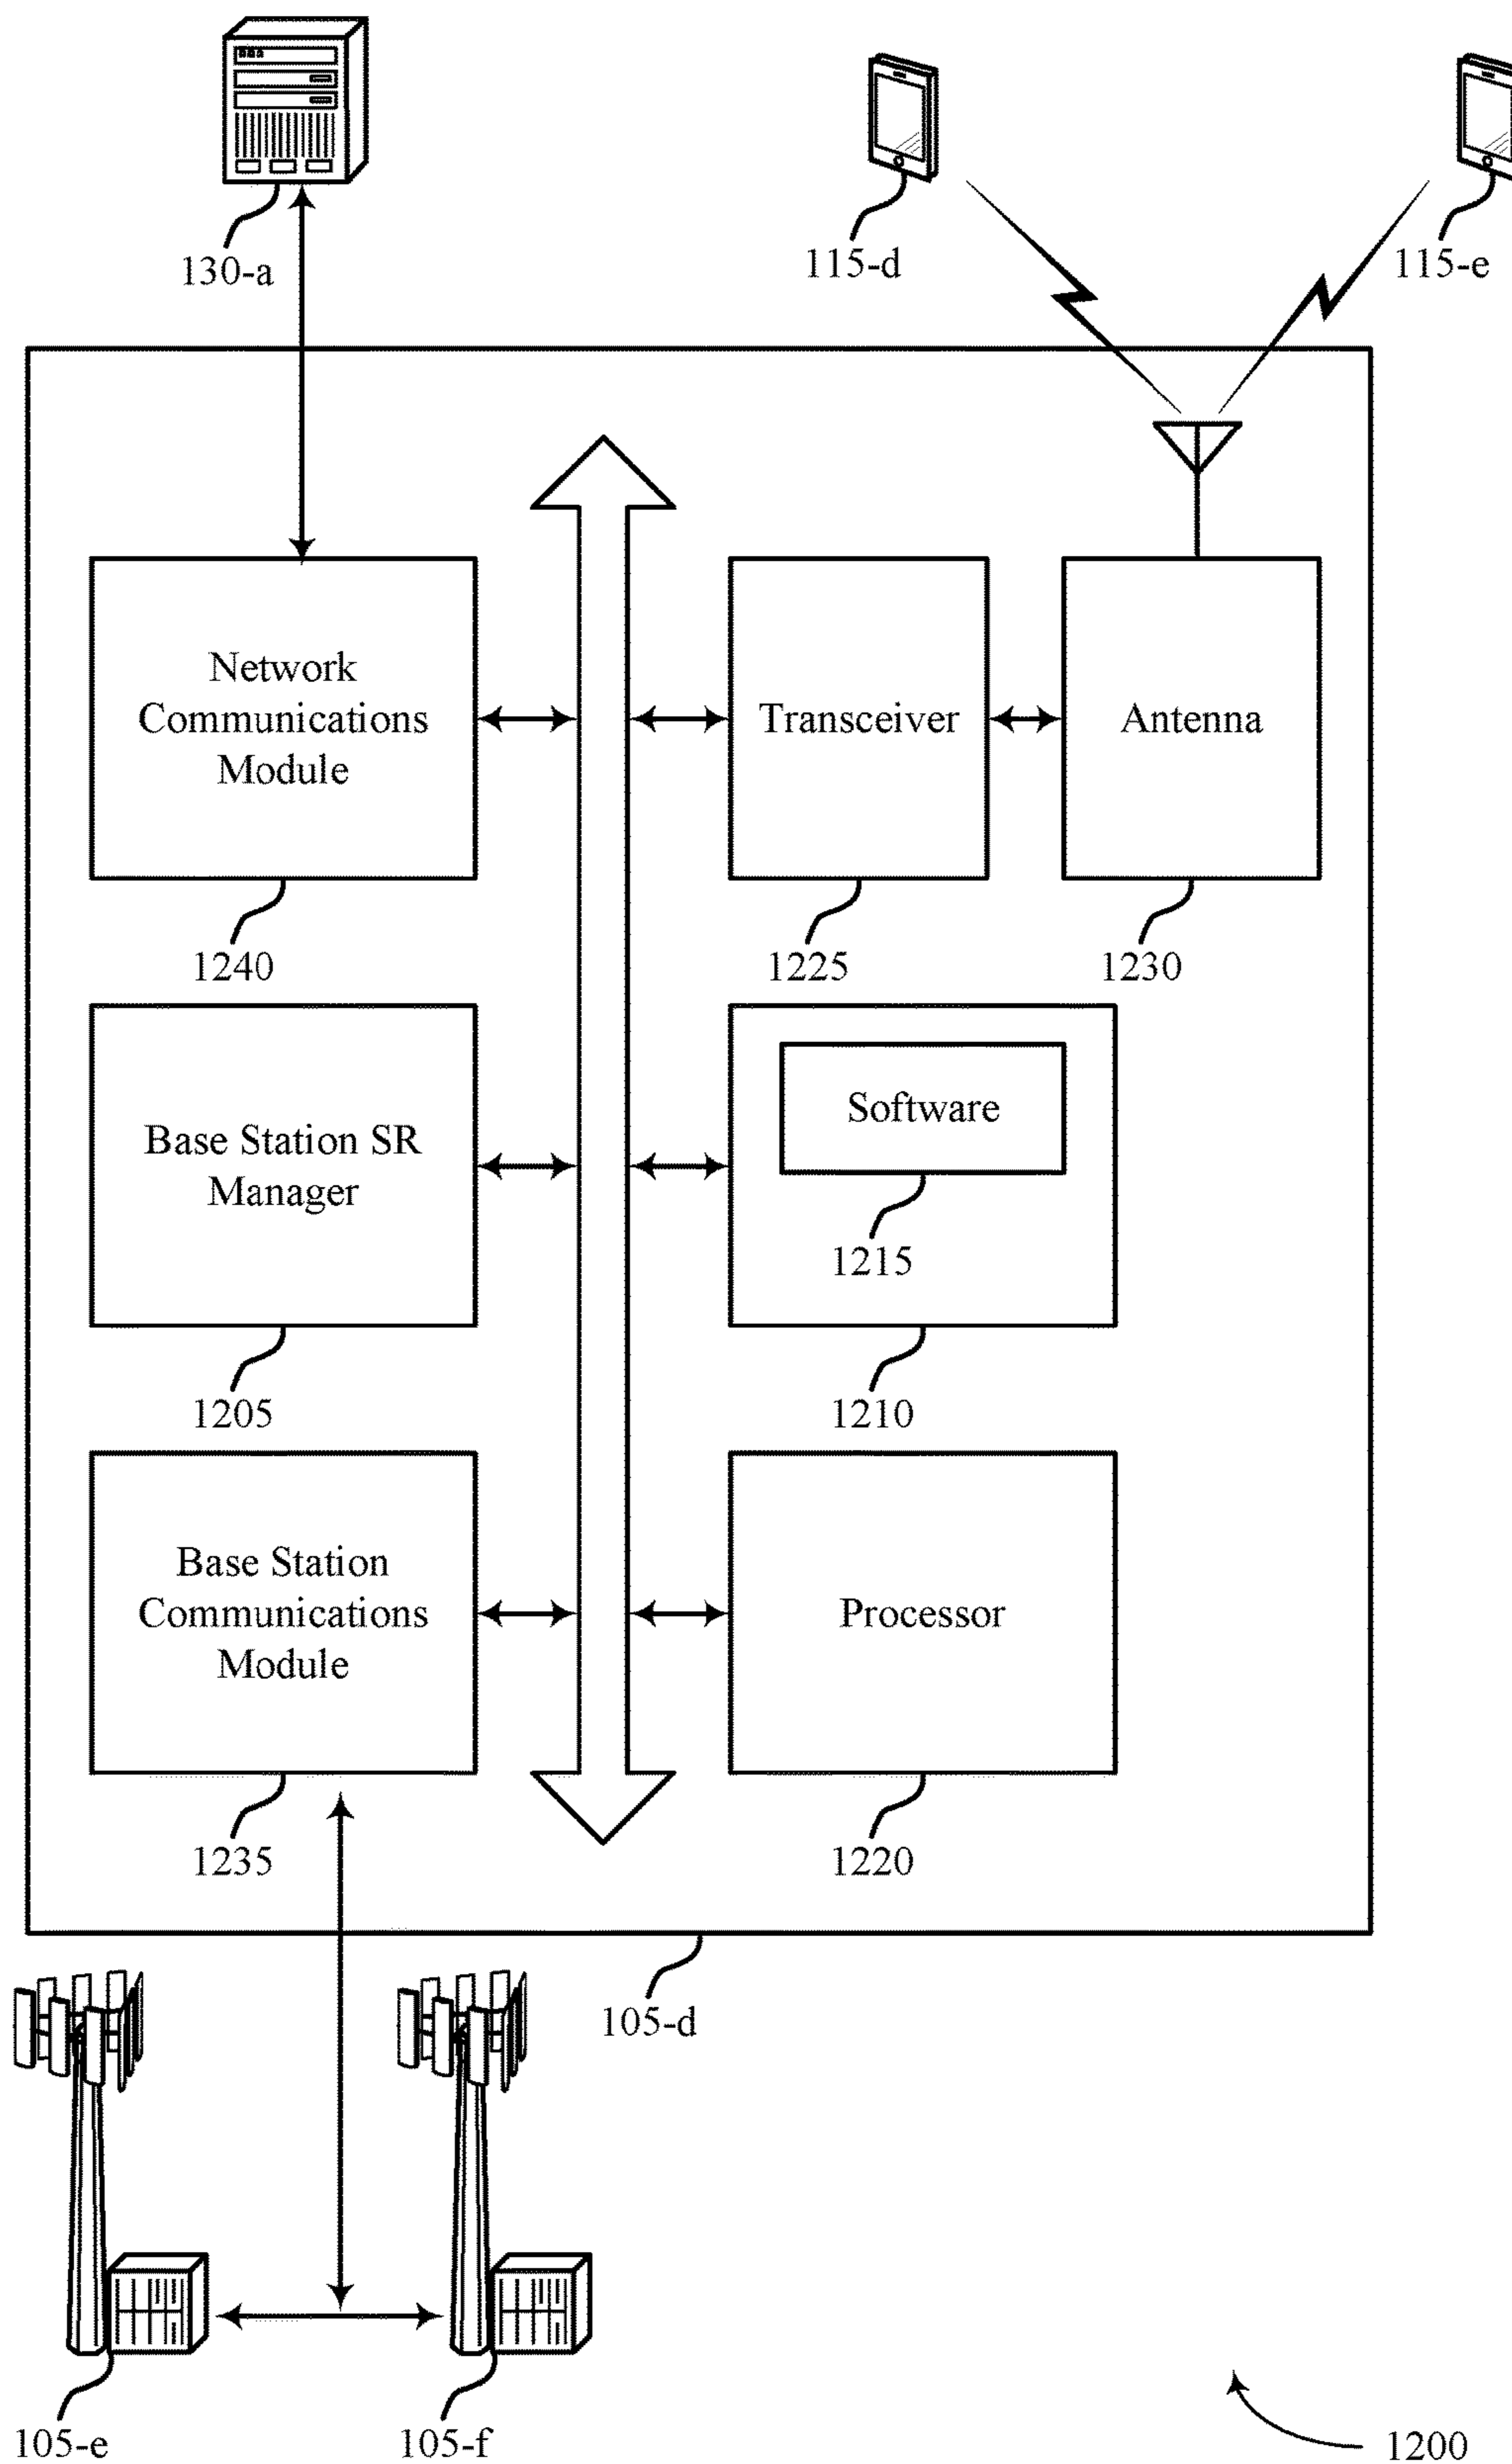 130-a
115-d
115-e
Network
Communications
Module
Transceiver
Antenna
1240
1225
1230
Base Station SR
Manager
Software
1215
1205
1210
Base Station
Communications
Module
Processor
1235
1220
105-d
105-e
105-f
1200